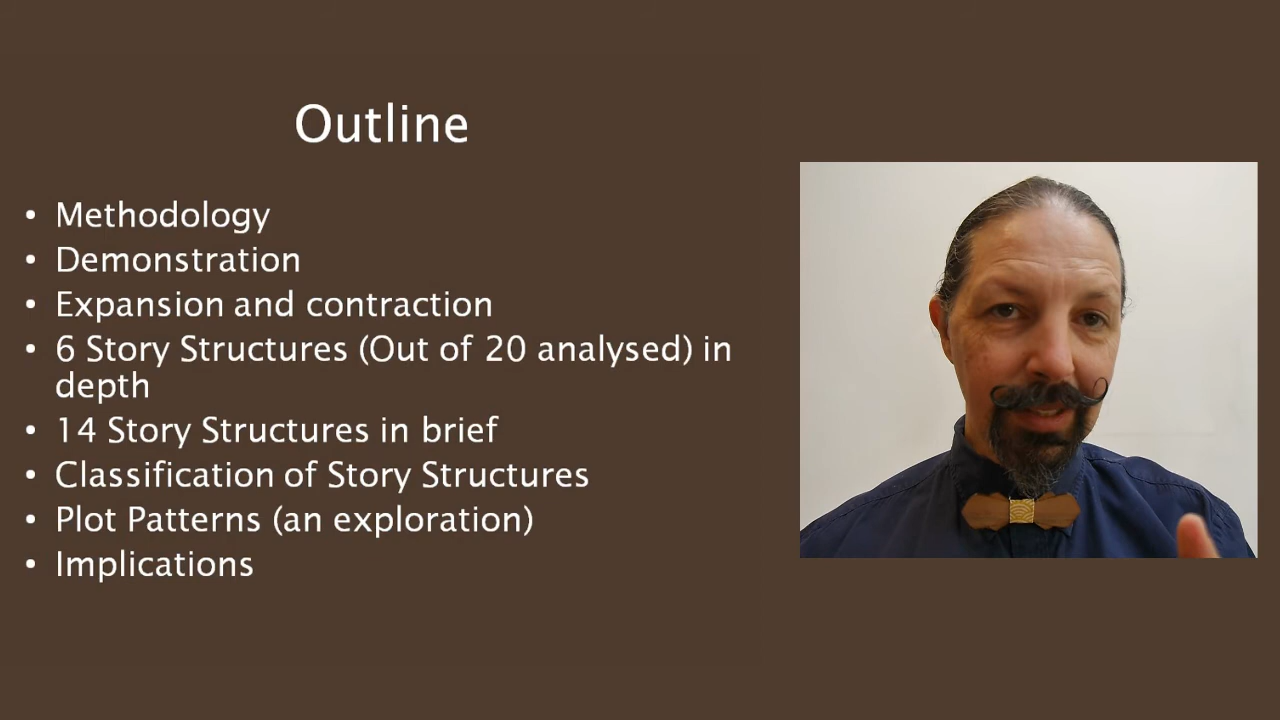 Outline
• Methodology
• Demonstration
• Expansion and contraction
• 6 Story Structures (Out of 20 analysed) in
depth
• 14 Story Structures in brief
• Classification of Story Structures
• Plot Patterns (an exploration)
• Implications